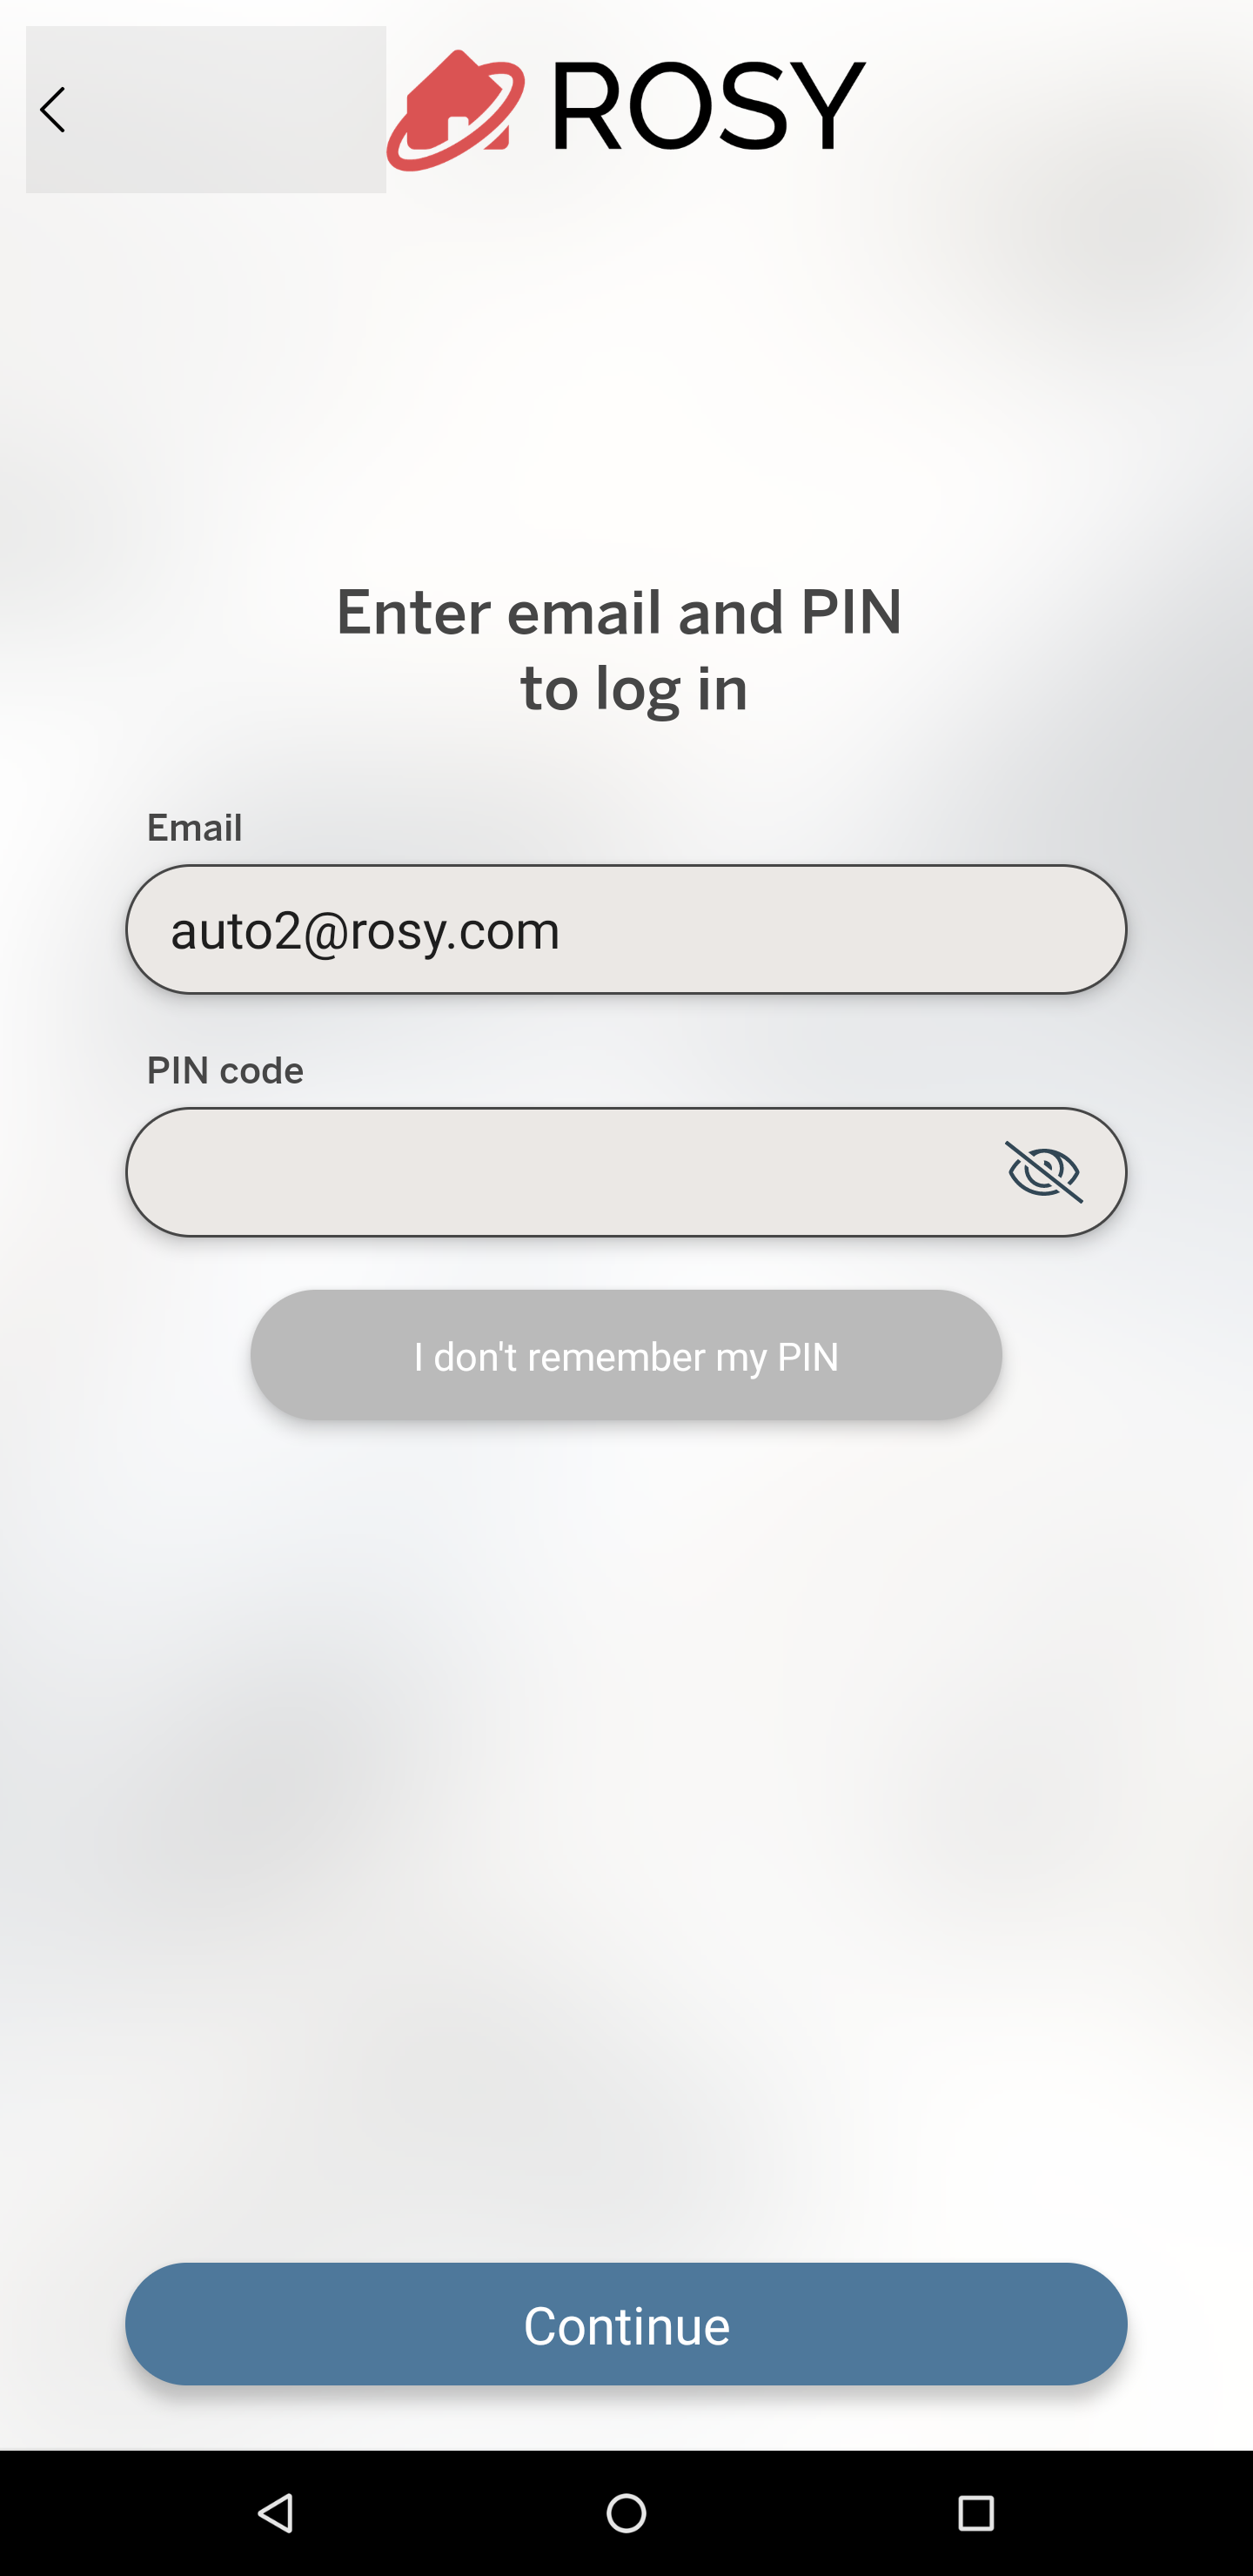 ROSY
Enter email and PIN
to log in
Email
auto2@rosy.com
PIN code
I don't remember my PIN
Continue